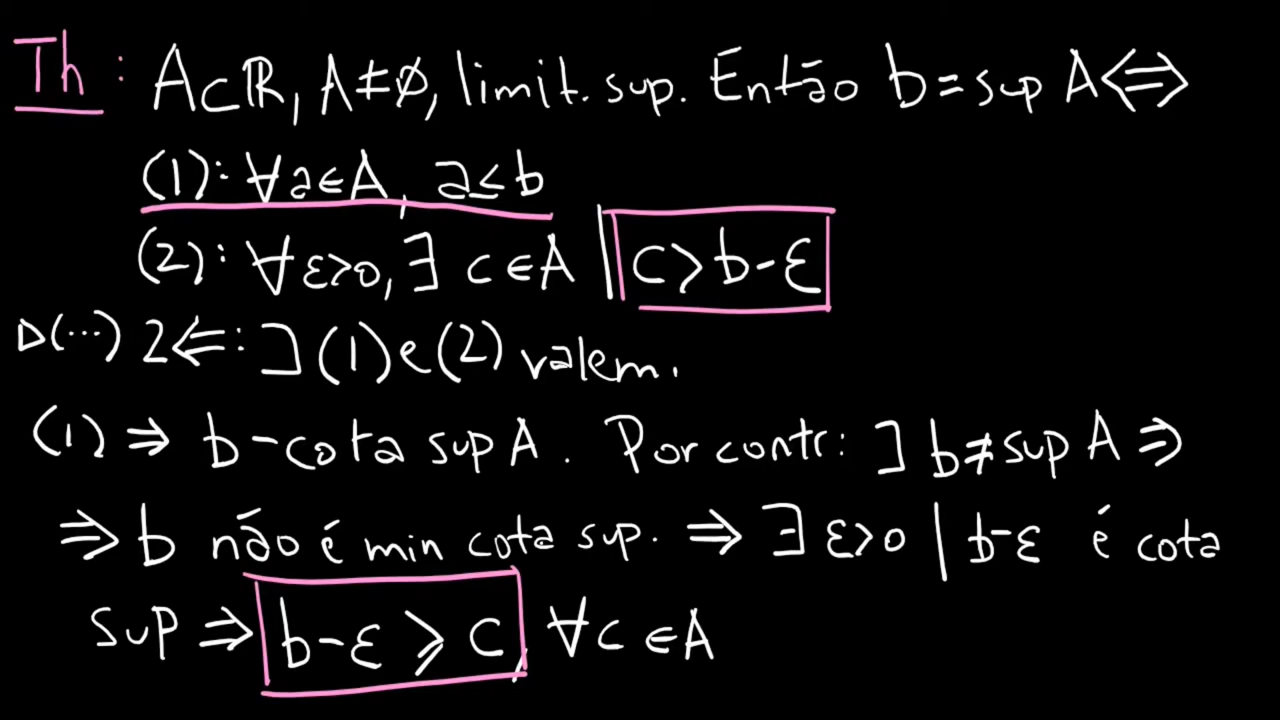 Th : A⊂ℝ, A≠∅, limit. sup. Então b = sup A ⇔
(1): ∀a∈A, a≤b
(2): ∀ε>0, ∃ c∈A | c>b-ε
▷(...) 2⇐: ⊐ (1) e (2) valem.
(1) ⇒ b-cota sup A. Por contr: ⊐ b≠sup A ⇒
⇒ b não é min cota sup. ⇒ ∃ ε>0 | b-ε é cota
sup ⇒ b-ε ⩾ c, ∀c∈A